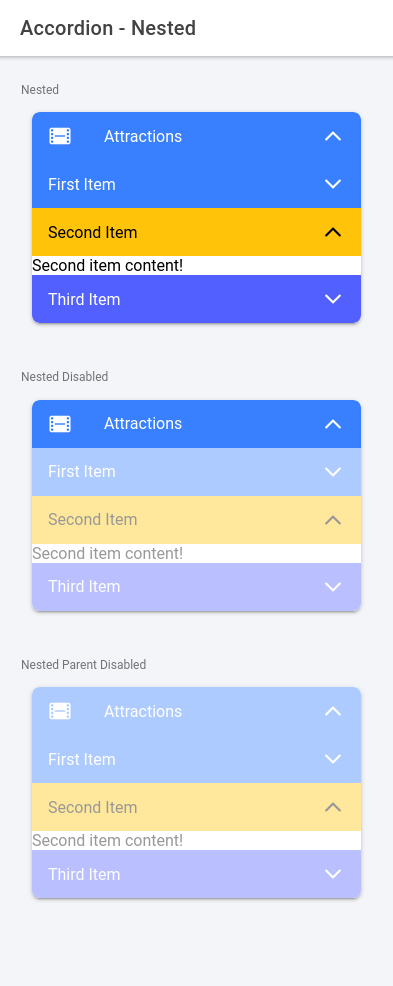 Accordion - Nested
Nested
Attractions
First Item
Second Item
Second item content!
Third Item
Nested Disabled
Attractions
First Item
Second Item
Second item content!
Third Item
Nested Parent Disabled
Attractions
First Item
Second Item
Second item content!
Third Item